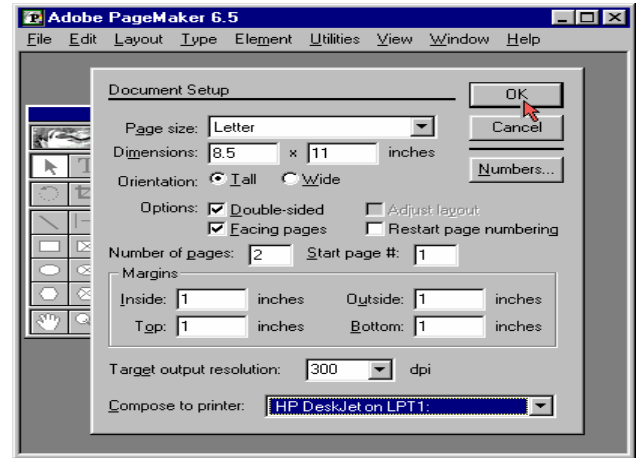 Adobe PageMaker 6.5
File Edit Layout Type Element Utilities View Window Help
Document Setup
OK
Page size: Letter
Cancel
Dimensions: 8.5 x 11 inches
Numbers...
Orientation: Tall Wide
Options: Double-sided Adjust layout
Facing pages Restart page numbering
Number of pages: 2 Start page #: 1
Margins
Inside: 1 inches Outside: 1 inches
Top: 1 inches Bottom: 1 inches
Target output resolution: 300 dpi
Compose to printer: HP DeskJet on LPT1: